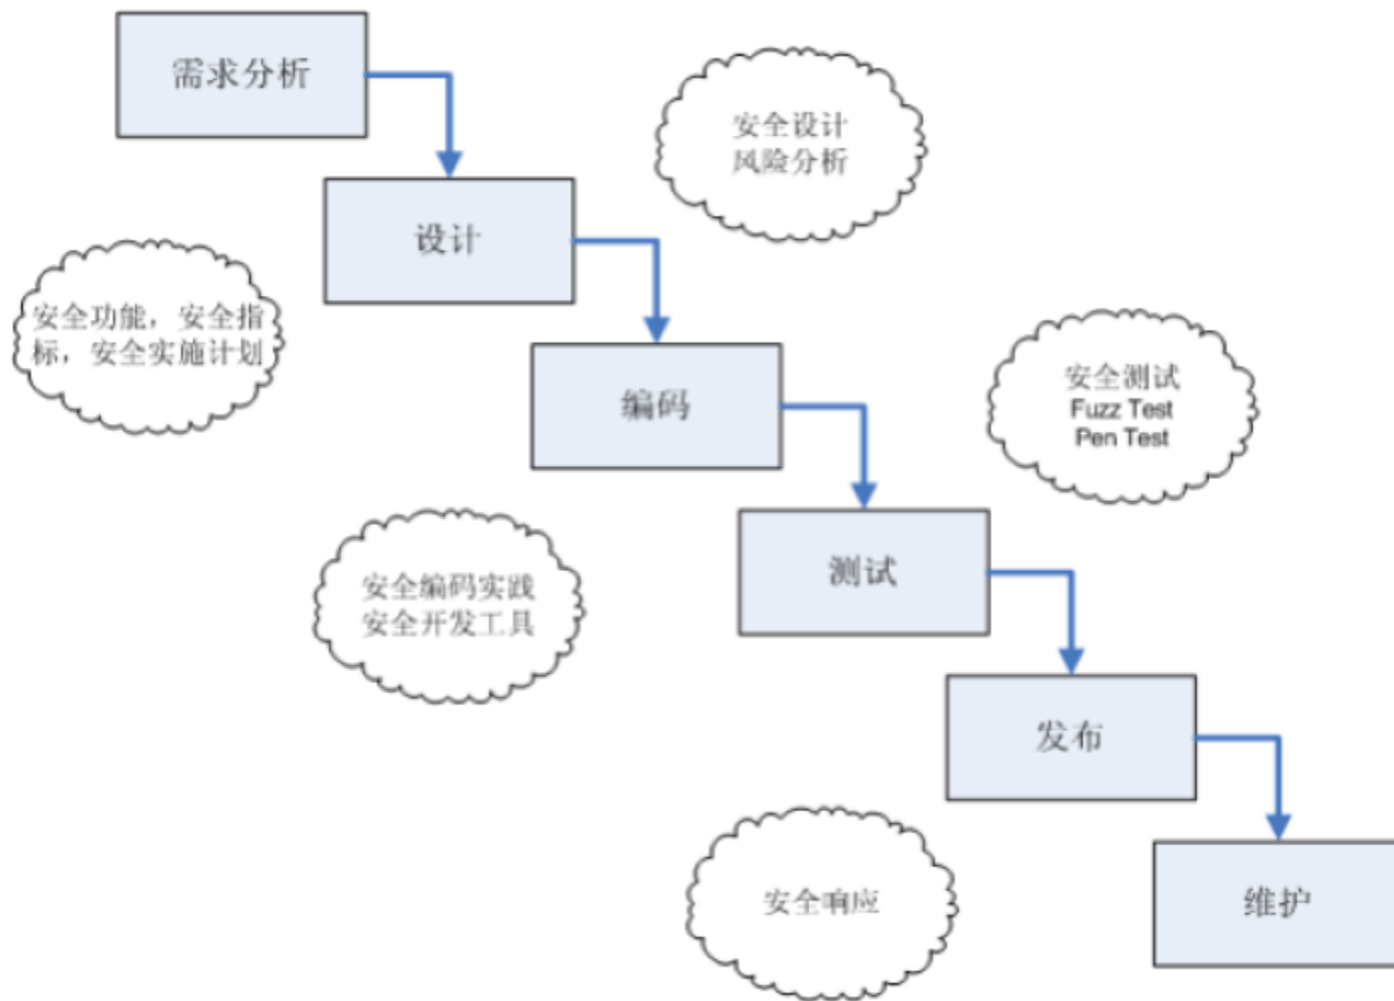 需求分析
安全设计
风险分析
设计
安全功能，安全指
标，安全实施计划
编码
安全测试
Fuzz Test
Pen Test
测试
安全编码实践
安全开发工具
发布
安全响应
维护